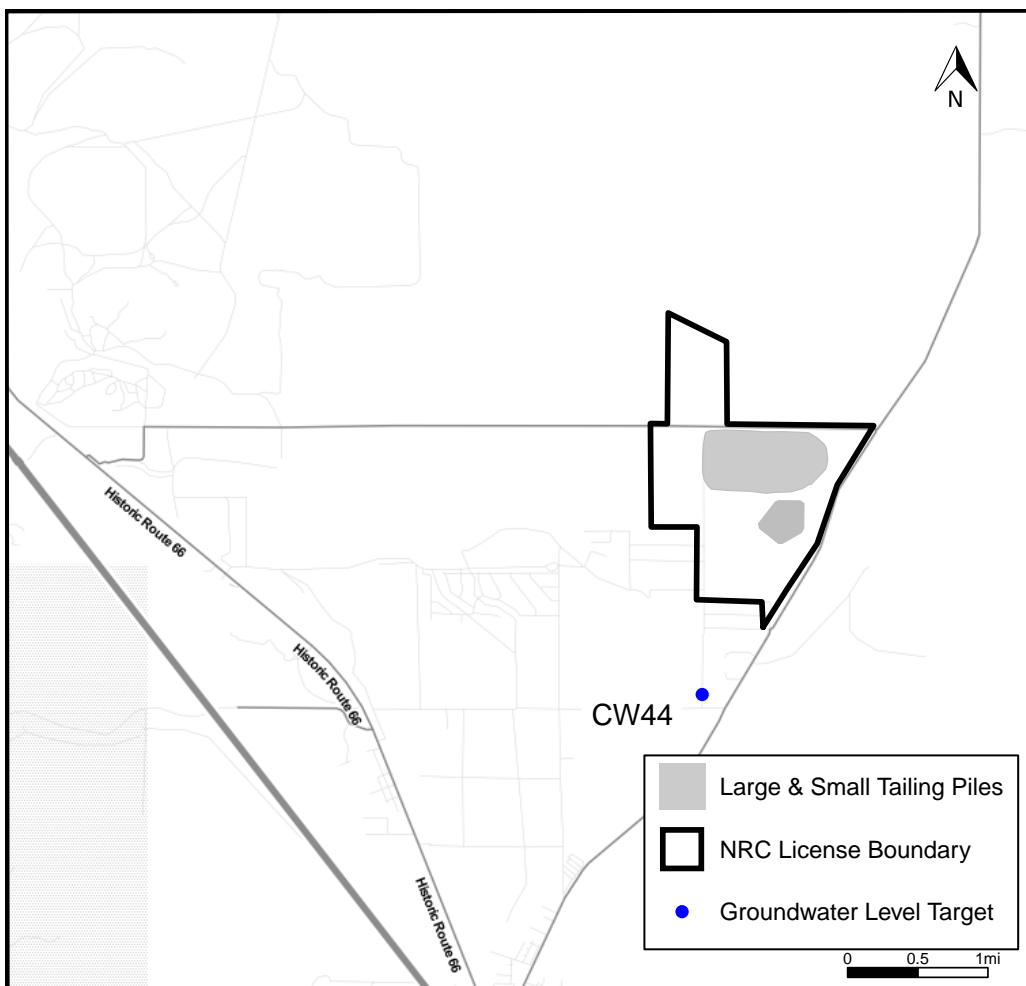 N
Historic Route 66
Historic Route 66
CW44
Historic Route 66
Large & Small Tailing Piles
NRC License Boundary
Groundwater Level Target
0 0.5 1mi